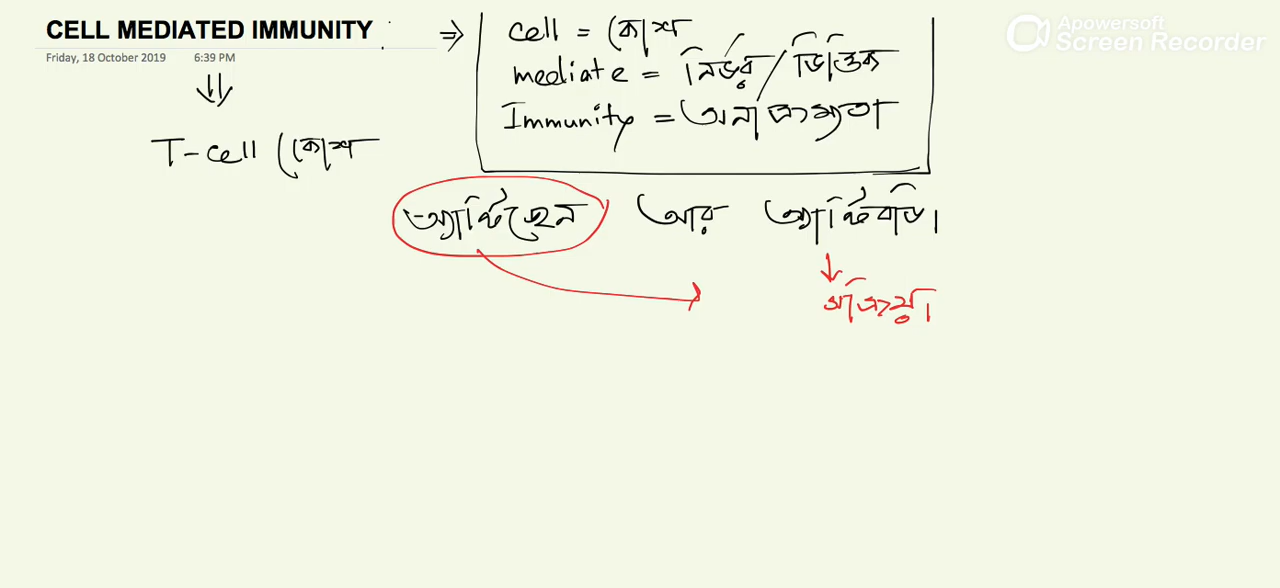 CELL MEDIATED IMMUNITY
Friday, 18 October 2019 6:39 PM
⇒ cell = কোশ
mediate = নির্ভর / ভিত্তিক
Immunity = অনাক্রম্যতা
T-cell কোশ
অ্যান্টিজেন আর অ্যান্টিবডি।
সক্রিয়।
Apowersoft
Screen Recorder